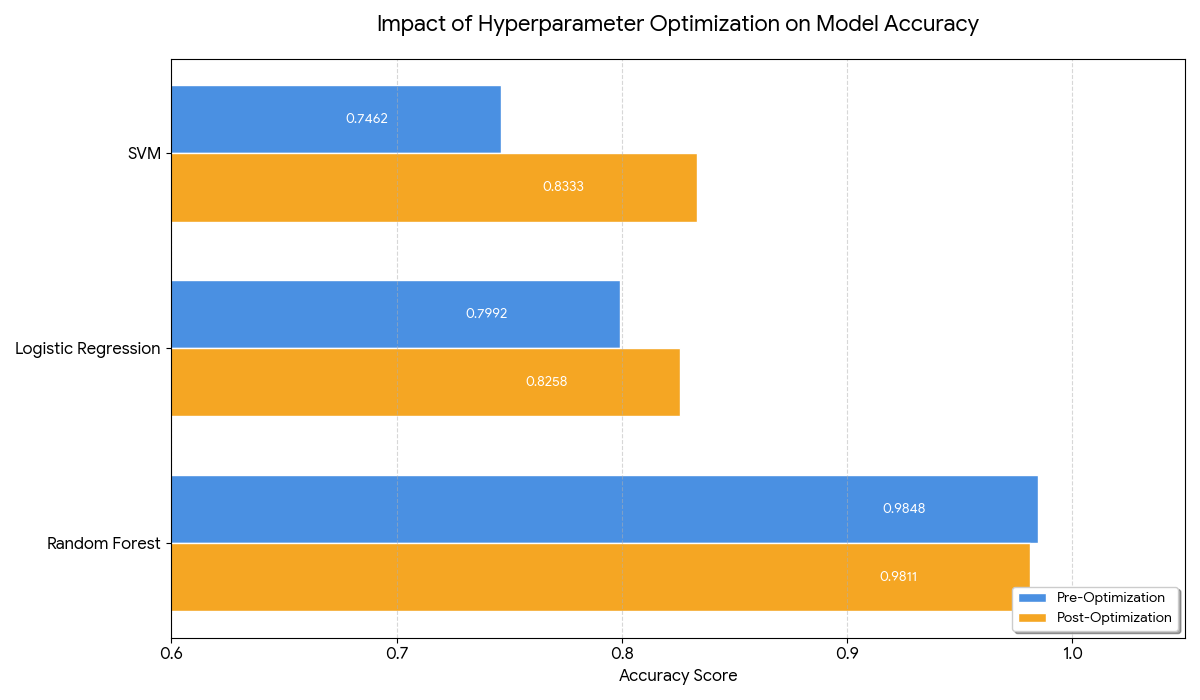 Impact of Hyperparameter Optimization on Model Accuracy
SVM
0.7462
0.8333
Logistic Regression
0.7992
0.8258
Random Forest
0.9848
0.9811
Pre-Optimization
Post-Optimization
0.6 0.7 0.8 0.9 1.0
Accuracy Score